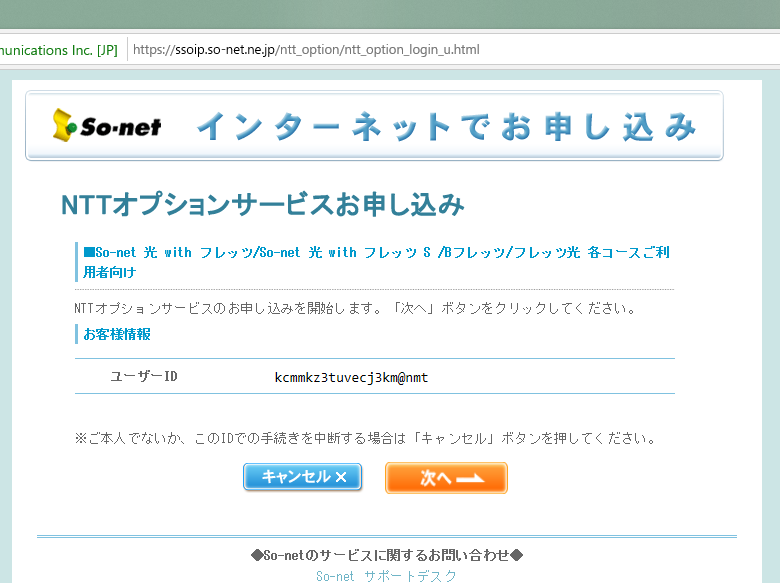 munications Inc. [JP] https://ssoip.so-net.ne.jp/ntt_option/ntt_option_login_u.html
So-net インターネットでお申し込み
NTTオプションサービスお申し込み
■So-net 光 with フレッツ/So-net 光 with フレッツ S /Bフレッツ/フレッツ光 各コースご利
用者向け
NTTオプションサービスのお申し込みを開始します。「次へ」ボタンをクリックしてください。
お客様情報
ユーザーID kcmmkz3tuvecj3km@nmt
※ご本人でないか、このIDでの手続きを中断する場合は「キャンセル」ボタンを押してください。
キャンセル× 次へ
◆So-netのサービスに関するお問い合わせ◆
So-net サポートデスク